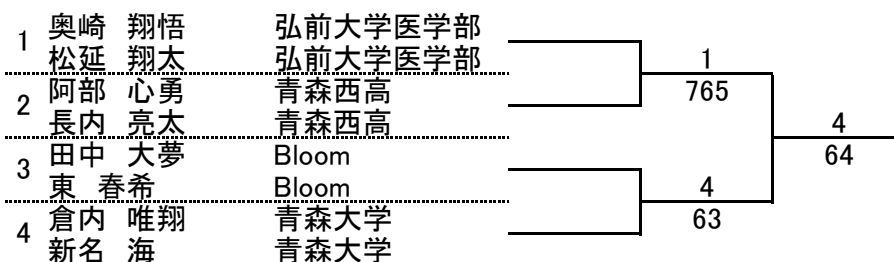 1 奥崎 翔悟 弘前大学医学部
松延 翔太 弘前大学医学部
1
2 阿部 心勇 青森西高
765
長内 亮太 青森西高
4
3 田中 大夢 Bloom
64
東 春希 Bloom
4
4 倉内 唯翔 青森大学
63
新名 海 青森大学